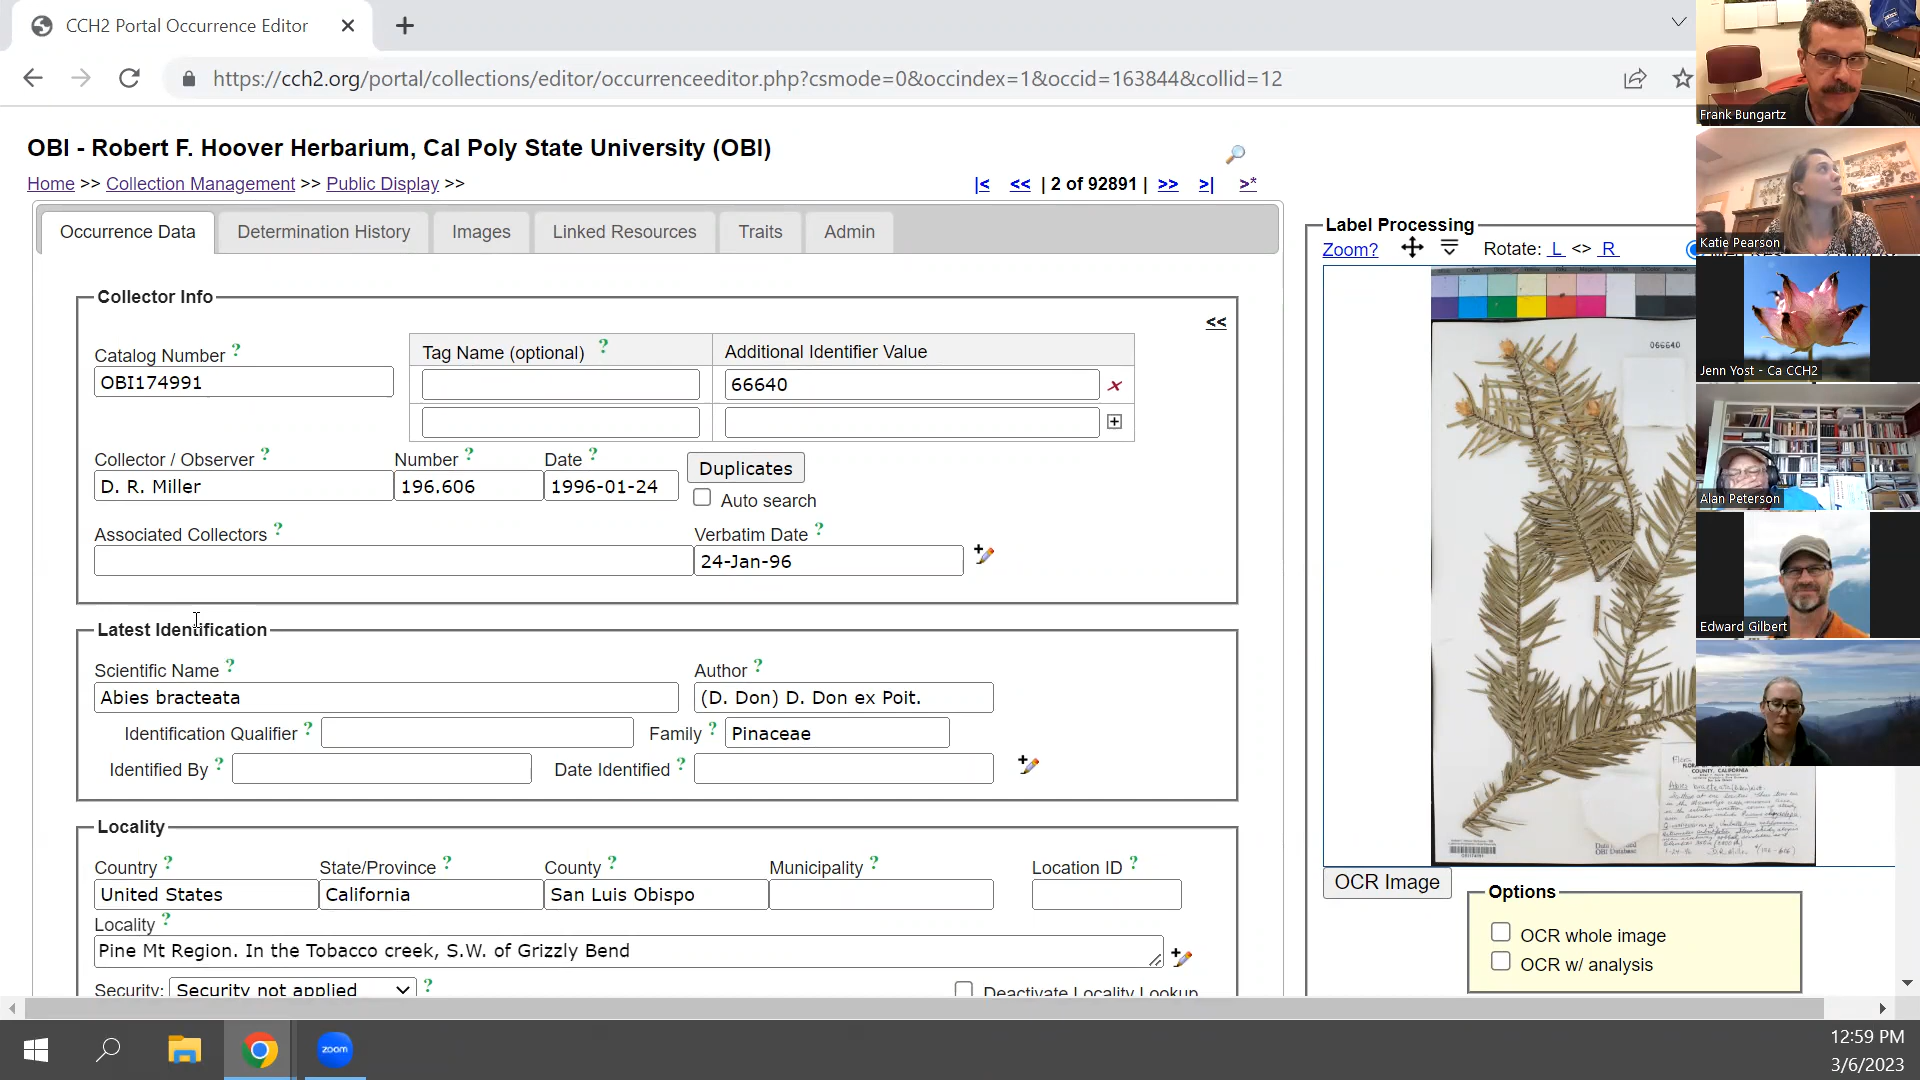 CCH2 Portal Occurrence Editor
https://cch2.org/portal/collections/editor/occurrenceeditor.php?csmode=0&occindex=1&occid=163844&collid=12
OBI - Robert F. Hoover Herbarium, Cal Poly State University (OBI)
Home >> Collection Management >> Public Display >>
|< << | 2 of 92891 | >> >| >*
Occurrence Data Determination History Images Linked Resources Traits Admin
Collector Info
<<
Catalog Number ? Tag Name (optional) ? Additional Identifier Value
OBI174991 66640
Collector / Observer ? Number ? Date ? Duplicates
D. R. Miller 196.606 1996-01-24
Auto search
Associated Collectors ? Verbatim Date ?
24-Jan-96
Latest Identification
Scientific Name ? Author ?
Abies bracteata (D. Don) D. Don ex Poit.
Identification Qualifier ? Family ? Pinaceae
Identified By ? Date Identified ?
Locality
Country ? State/Province ? County ? Municipality ? Location ID ?
United States California San Luis Obispo
Locality ?
Pine Mt Region. In the Tobacco creek, S.W. of Grizzly Bend
Security: Security not applied ? Deactivate Locality Lookup
Label Processing
Zoom? Rotate: L <> R
066640
COUNTY, CALIFORNIA
Abies bracteata
OBI Database
OCR Image
Options
OCR whole image
OCR w/ analysis
Frank Bungartz
Katie Pearson
Jenn Yost - Ca CCH2
Alan Peterson
Edward Gilbert
zoom
12:59 PM
3/6/2023